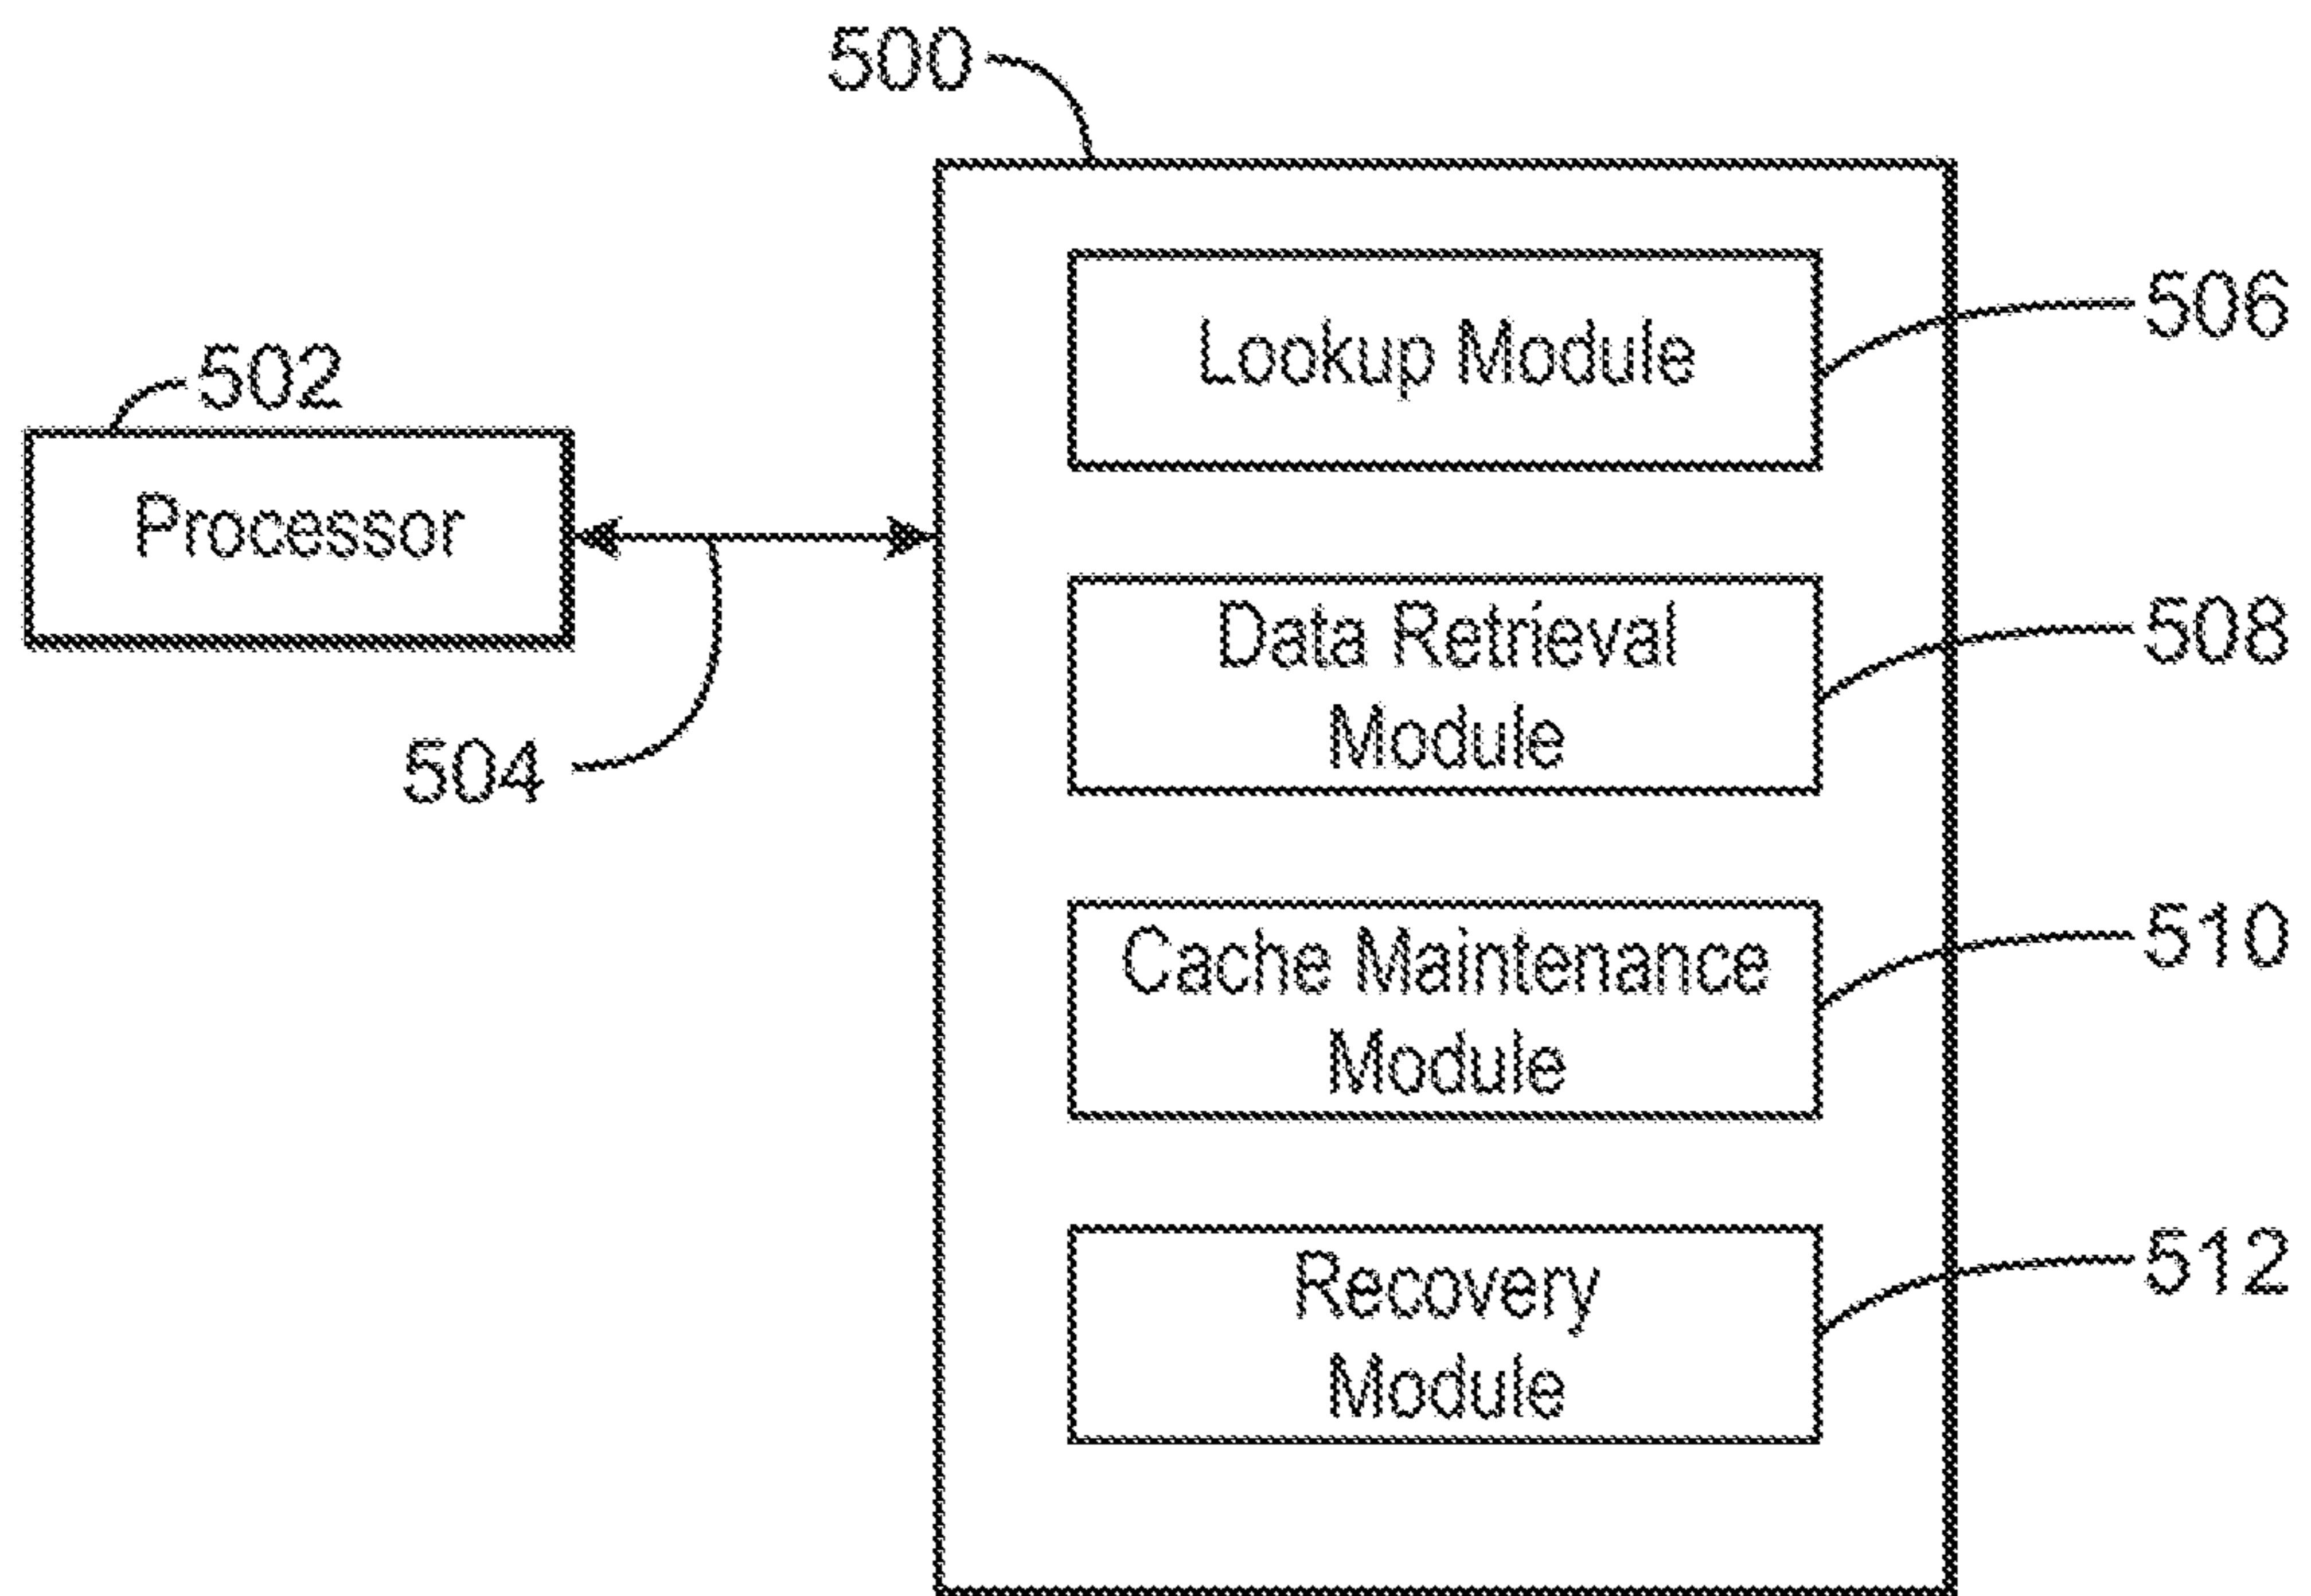 500
502
Processor
504
Lookup Module
506
Data Retrieval
Module
508
Cache Maintenance
Module
510
Recovery
Module
512